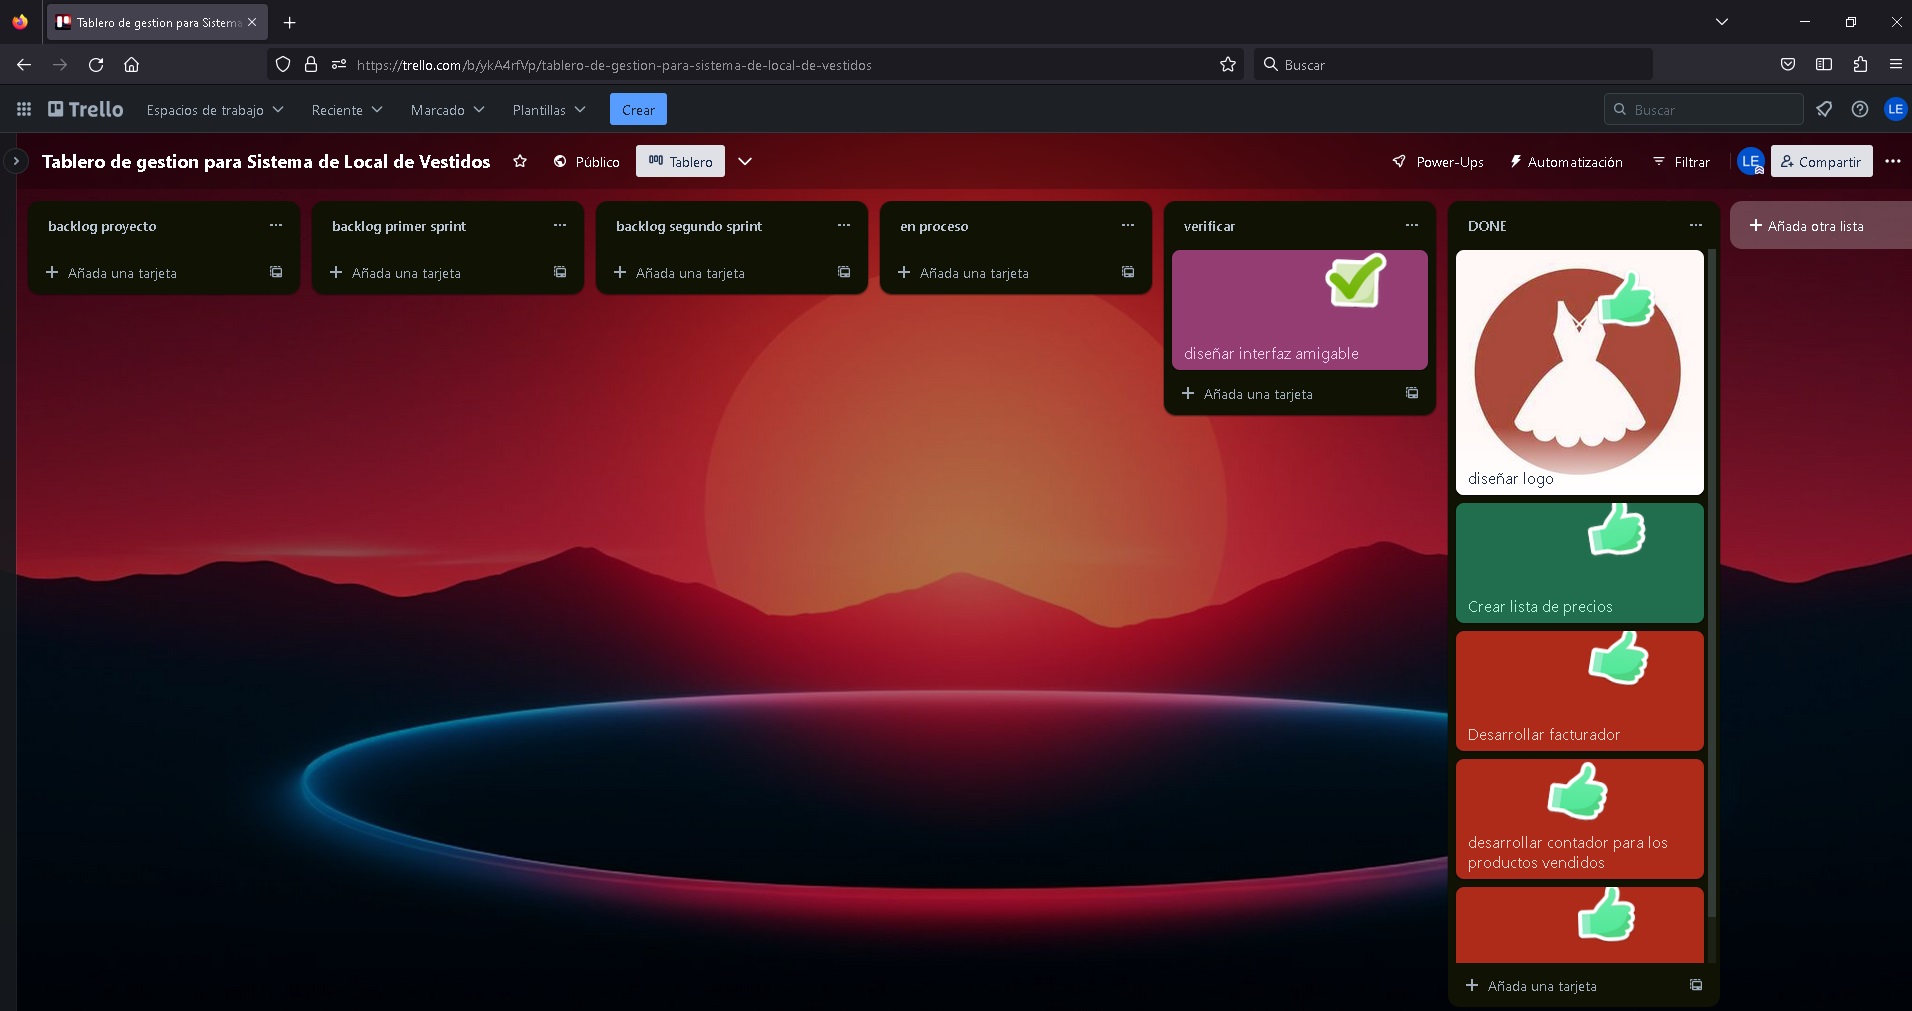 Tablero de gestion para Sistema
https://trello.com/b/ykA4rfVp/tablero-de-gestion-para-sistema-de-local-de-vestidos
Buscar
Trello
Espacios de trabajo
Reciente
Marcado
Plantillas
Crear
Buscar
LE
Tablero de gestion para Sistema de Local de Vestidos
Público
Tablero
Power-Ups
Automatización
Filtrar
LE
Compartir
backlog proyecto
Añada una tarjeta
backlog primer sprint
Añada una tarjeta
backlog segundo sprint
Añada una tarjeta
en proceso
Añada una tarjeta
verificar
diseñar interfaz amigable
Añada una tarjeta
DONE
diseñar logo
Crear lista de precios
Desarrollar facturador
desarrollar contador para los
productos vendidos
Añada una tarjeta
Añada otra lista